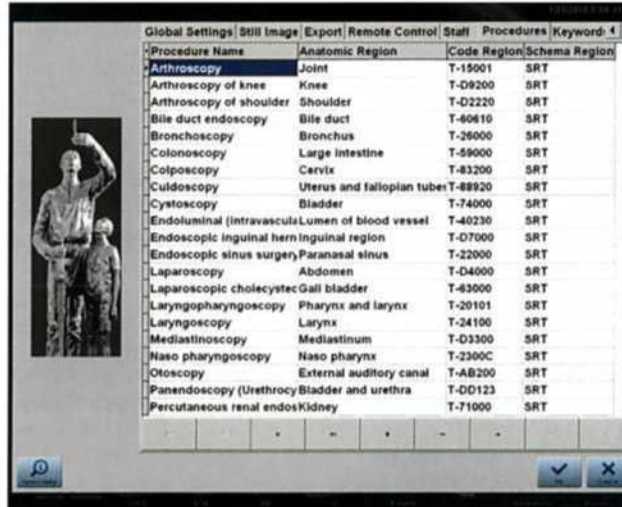 Global Settings Still Image Export Remote Control Staff Procedures Keyword
Procedure Name Anatomic Region Code Region Schema Region
Arthroscopy Joint T-15001 SRT
Arthroscopy of knee Knee T-D9200 SRT
Arthroscopy of shoulder Shoulder T-D2220 SRT
Bile duct endoscopy Bile duct T-60610 SRT
Bronchoscopy Bronchus T-26000 SRT
Colonoscopy Large intestine T-59000 SRT
Colposcopy Cervix T-83200 SRT
Culdoscopy Uterus and fallopian tubes T-88920 SRT
Cystoscopy Bladder T-74000 SRT
Endoluminal (intravascula Lumen of blood vessel T-40230 SRT
Endoscopic inguinal hern Inguinal region T-D7000 SRT
Endoscopic sinus surgery Paranasal sinus T-22000 SRT
Laparoscopy Abdomen T-D4000 SRT
Laparoscopic cholecystec Gall bladder T-63000 SRT
Laryngopharyngoscopy Pharynx and larynx T-20101 SRT
Laryngoscopy Larynx T-24100 SRT
Mediastinoscopy Mediastinum T-D3300 SRT
Naso pharyngoscopy Naso pharynx T-2300C SRT
Otoscopy External auditory canal T-AB200 SRT
Panendoscopy (Urethrocy Bladder and urethra T-DD123 SRT
Percutaneous renal endos Kidney T-71000 SRT